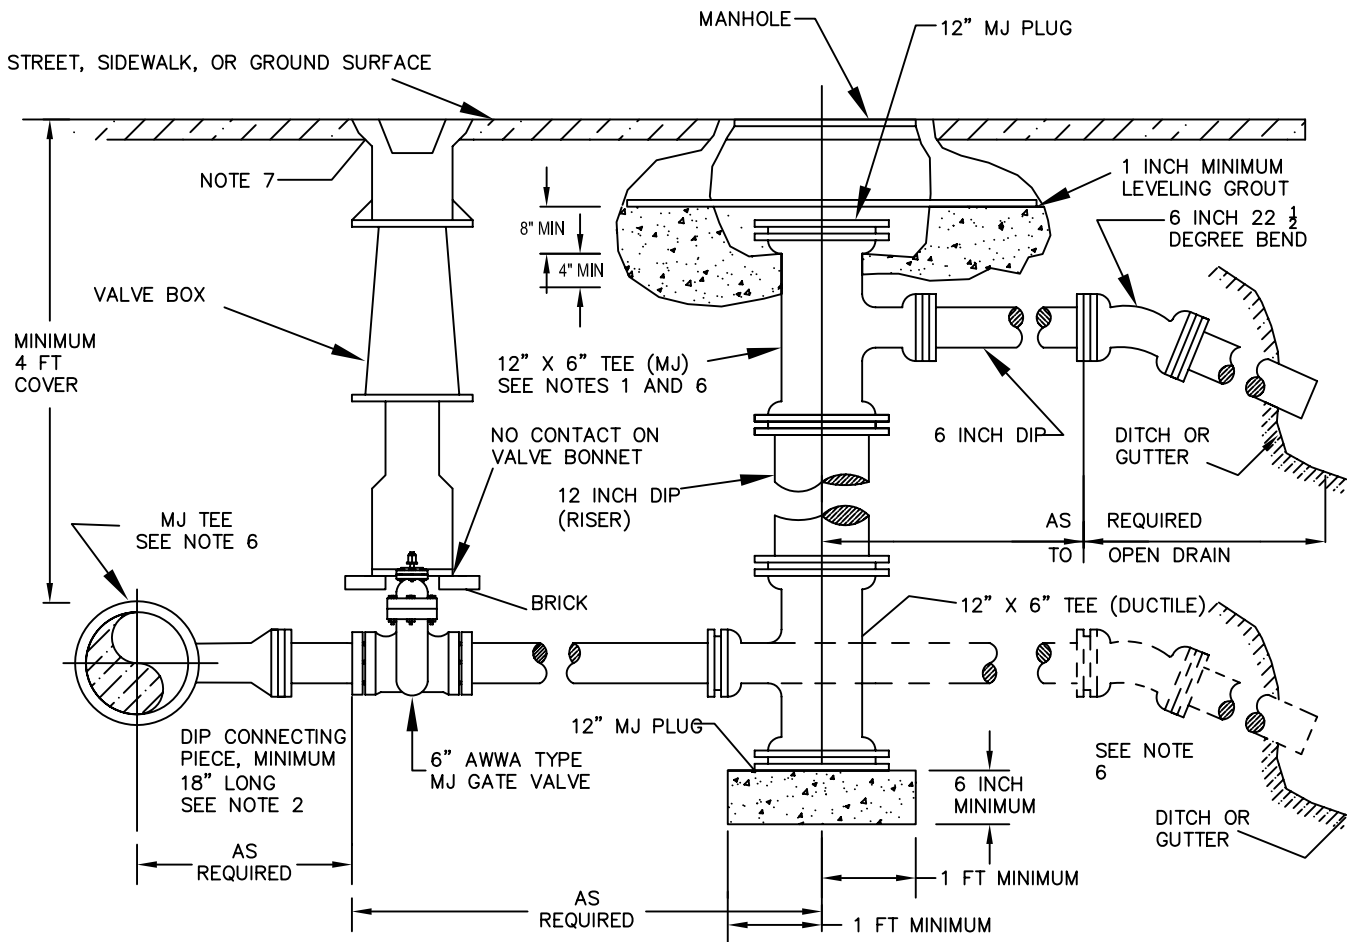 MANHOLE
12” MJ PLUG
STREET, SIDEWALK, OR GROUND SURFACE
NOTE 7
1 INCH MINIMUM
LEVELING GROUT
6 INCH 22 1/2
DEGREE BEND
8" MIN
4" MIN
VALVE BOX
MINIMUM
4 FT
COVER
12” X 6” TEE (MJ)
SEE NOTES 1 AND 6
NO CONTACT ON
VALVE BONNET
6 INCH DIP
DITCH OR
GUTTER
12 INCH DIP
(RISER)
MJ TEE
SEE NOTE 6
AS REQUIRED
TO OPEN DRAIN
BRICK
12” X 6” TEE (DUCTILE)
DIP CONNECTING
PIECE, MINIMUM
18” LONG
SEE NOTE 2
6” AWWA TYPE
MJ GATE VALVE
12” MJ PLUG
SEE NOTE
6
6 INCH
MINIMUM
DITCH OR
GUTTER
AS
REQUIRED
1 FT MINIMUM
AS
REQUIRED
1 FT MINIMUM